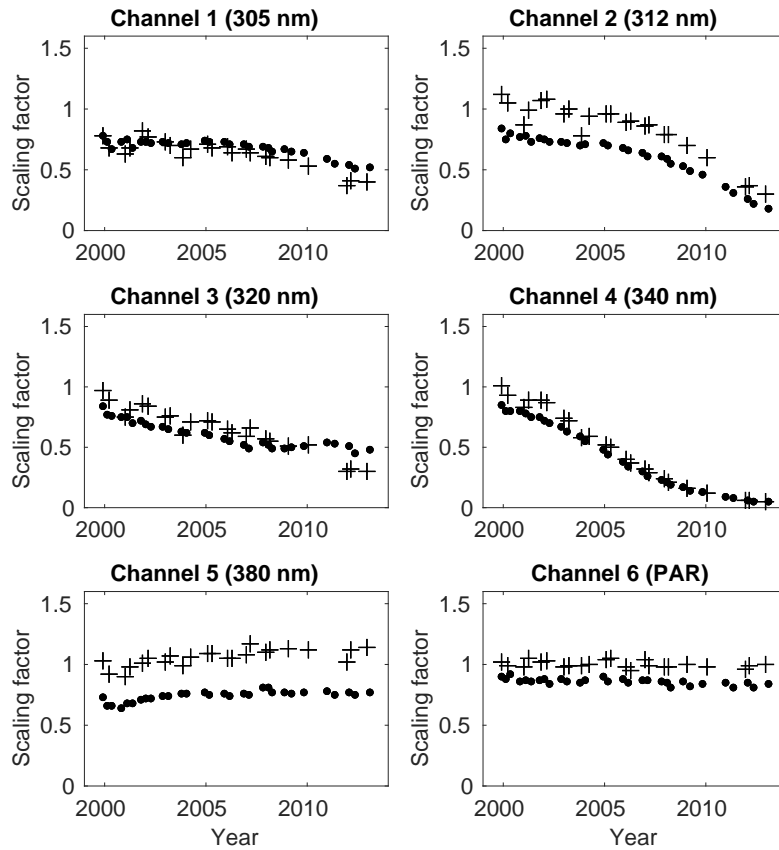 Channel 1 (305 nm)
Scaling factor
1.5
1
0.5
0
2000 2005 2010
Channel 2 (312 nm)
Scaling factor
1.5
1
0.5
0
2000 2005 2010
Channel 3 (320 nm)
Scaling factor
1.5
1
0.5
0
2000 2005 2010
Channel 4 (340 nm)
Scaling factor
1.5
1
0.5
0
2000 2005 2010
Channel 5 (380 nm)
Scaling factor
1.5
1
0.5
0
2000 2005 2010
Year
Channel 6 (PAR)
Scaling factor
1.5
1
0.5
0
2000 2005 2010
Year